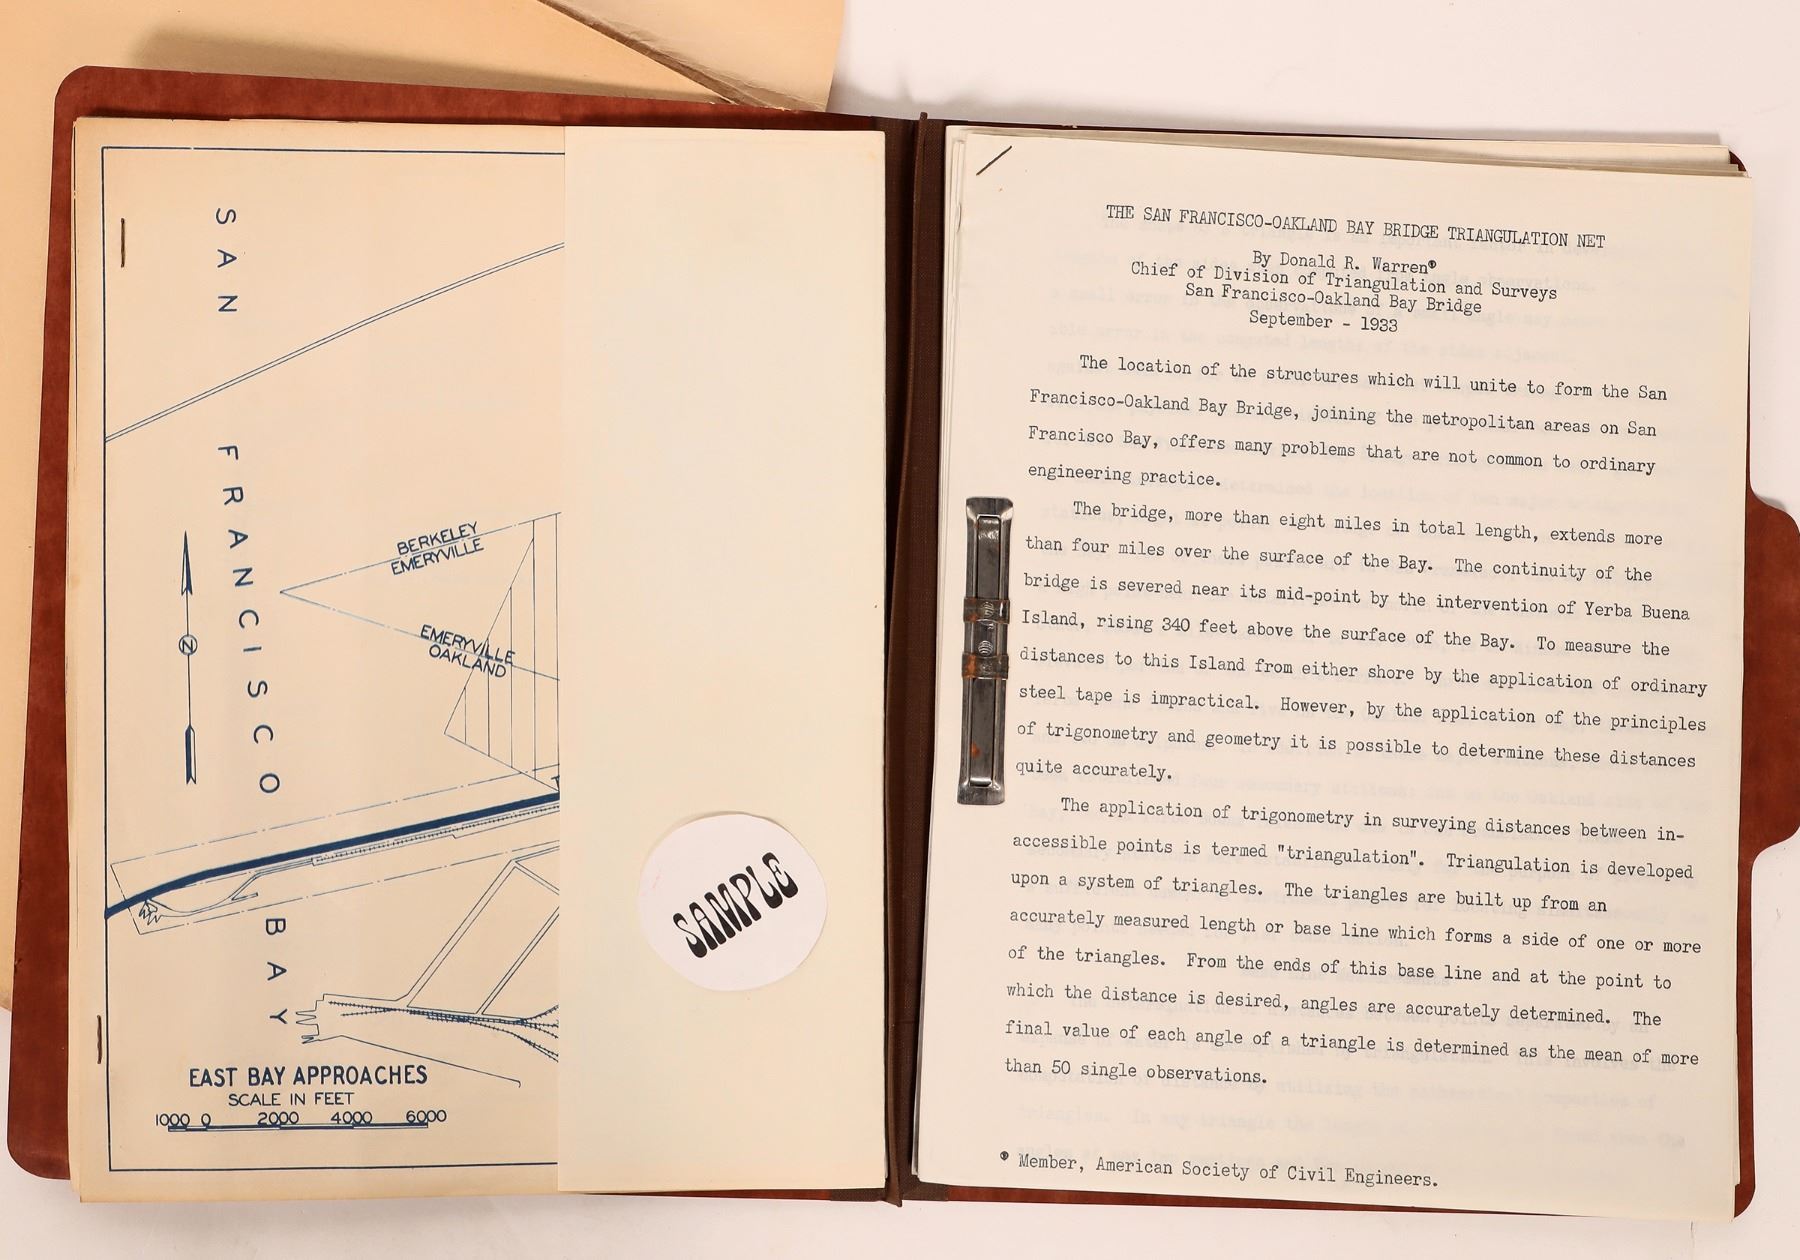 SAN FRANCISCO BAY
N
BERKELEY
EMERYVILLE
EMERYVILLE
OAKLAND
EAST BAY APPROACHES
SCALE IN FEET
1000 0 2000 4000 6000
SAMPLE
THE SAN FRANCISCO-OAKLAND BAY BRIDGE TRIANGULATION NET
By Donald R. Warren*
Chief of Division of Triangulation and Surveys
San Francisco-Oakland Bay Bridge
September - 1933
The location of the structures which will unite to form the San
Francisco-Oakland Bay Bridge, joining the metropolitan areas on San
Francisco Bay, offers many problems that are not common to ordinary
engineering practice.
The bridge, more than eight miles in total length, extends more
than four miles over the surface of the Bay. The continuity of the
bridge is severed near its mid-point by the intervention of Yerba Buena
Island, rising 340 feet above the surface of the Bay. To measure the
distances to this Island from either shore by the application of ordinary
steel tape is impractical. However, by the application of the principles
of trigonometry and geometry it is possible to determine these distances
quite accurately.
The application of trigonometry in surveying distances between in-
accessible points is termed "triangulation". Triangulation is developed
upon a system of triangles. The triangles are built up from an
accurately measured length or base line which forms a side of one or more
of the triangles. From the ends of this base line and at the point to
which the distance is desired, angles are accurately determined. The
final value of each angle of a triangle is determined as the mean of more
than 50 single observations.
* Member, American Society of Civil Engineers.